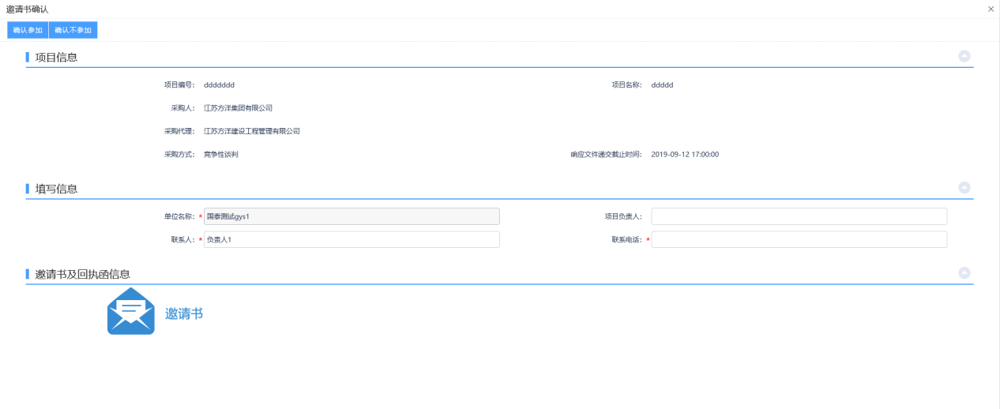 邀请书确认
确认参加 确认不参加
项目信息
项目编号: ddddddd 项目名称: ddddd
采购人: 江苏方洋集团有限公司
采购代理: 江苏方洋建设工程管理有限公司
采购方式: 竞争性谈判 响应文件递交截止时间: 2019-09-12 17:00:00
填写信息
单位名称: * 国泰测试gys1 项目负责人:
联系人: * 负责人1 联系电话: *
邀请书及回执函信息
邀请书